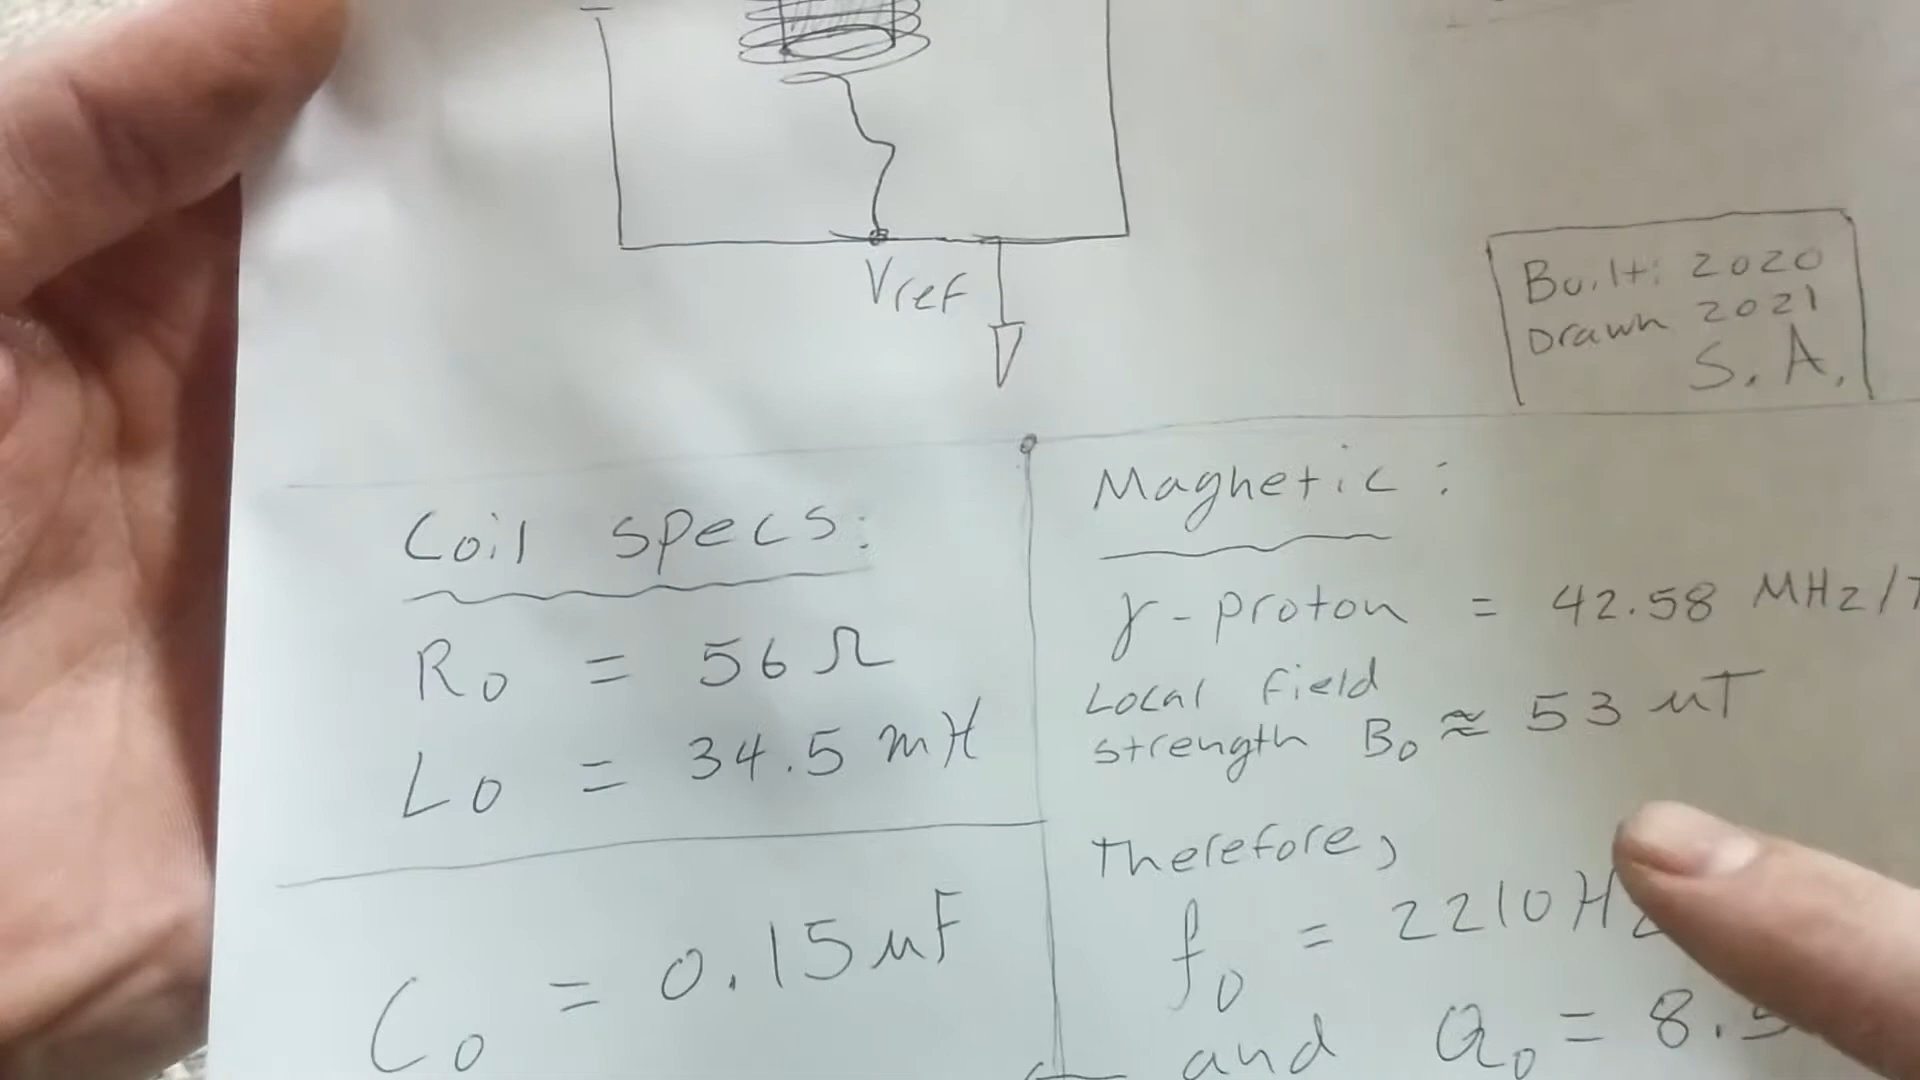 Vref
Built: 2020
Drawn 2021
S. A.
Coil specs:
R0 = 56 Ω
L0 = 34.5 mH
C0 = 0.15 uF
Magnetic:
γ-proton = 42.58 MHz/T
Local field
strength B0 ≈ 53 uT
Therefore,
f0 = 2210 Hz
and Q0 = 8.5